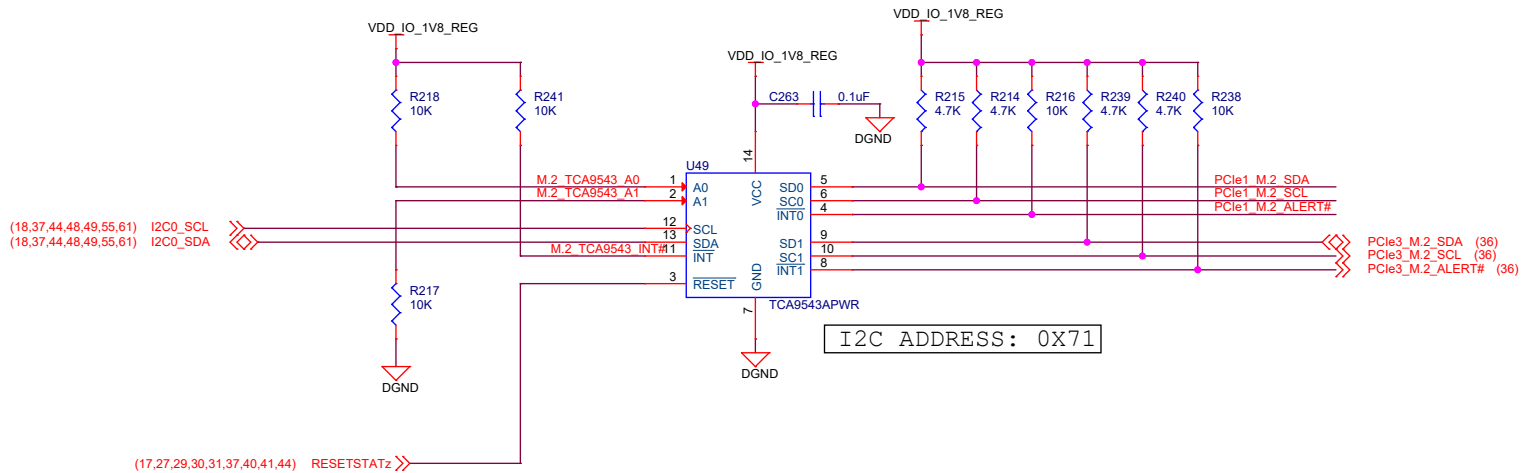 VDD_IO_1V8_REG
VDD_IO_1V8_REG
VDD_IO_1V8_REG
R218
10K
R241
10K
C263 0.1uF
DGND
R215
4.7K
R214
4.7K
R216
10K
R239
4.7K
R240
4.7K
R238
10K
U49
14
VCC
M.2_TCA9543_A0 1 A0
M.2_TCA9543_A1 2 A1
(18,37,44,48,49,55,61) I2C0_SCL 12 SCL
(18,37,44,48,49,55,61) I2C0_SDA 13 SDA
M.2_TCA9543_INT# 11 INT
3 RESET
SD0 5 PCIe1_M.2_SDA
SC0 6 PCIe1_M.2_SCL
INT0 4 PCIe1_M.2_ALERT#
SD1 9 PCIe3_M.2_SDA (36)
SC1 10 PCIe3_M.2_SCL (36)
INT1 8 PCIe3_M.2_ALERT# (36)
GND
7
TCA9543APWR
R217
10K
DGND
DGND
I2C ADDRESS: 0X71
(17,27,29,30,31,37,40,41,44) RESETSTATz